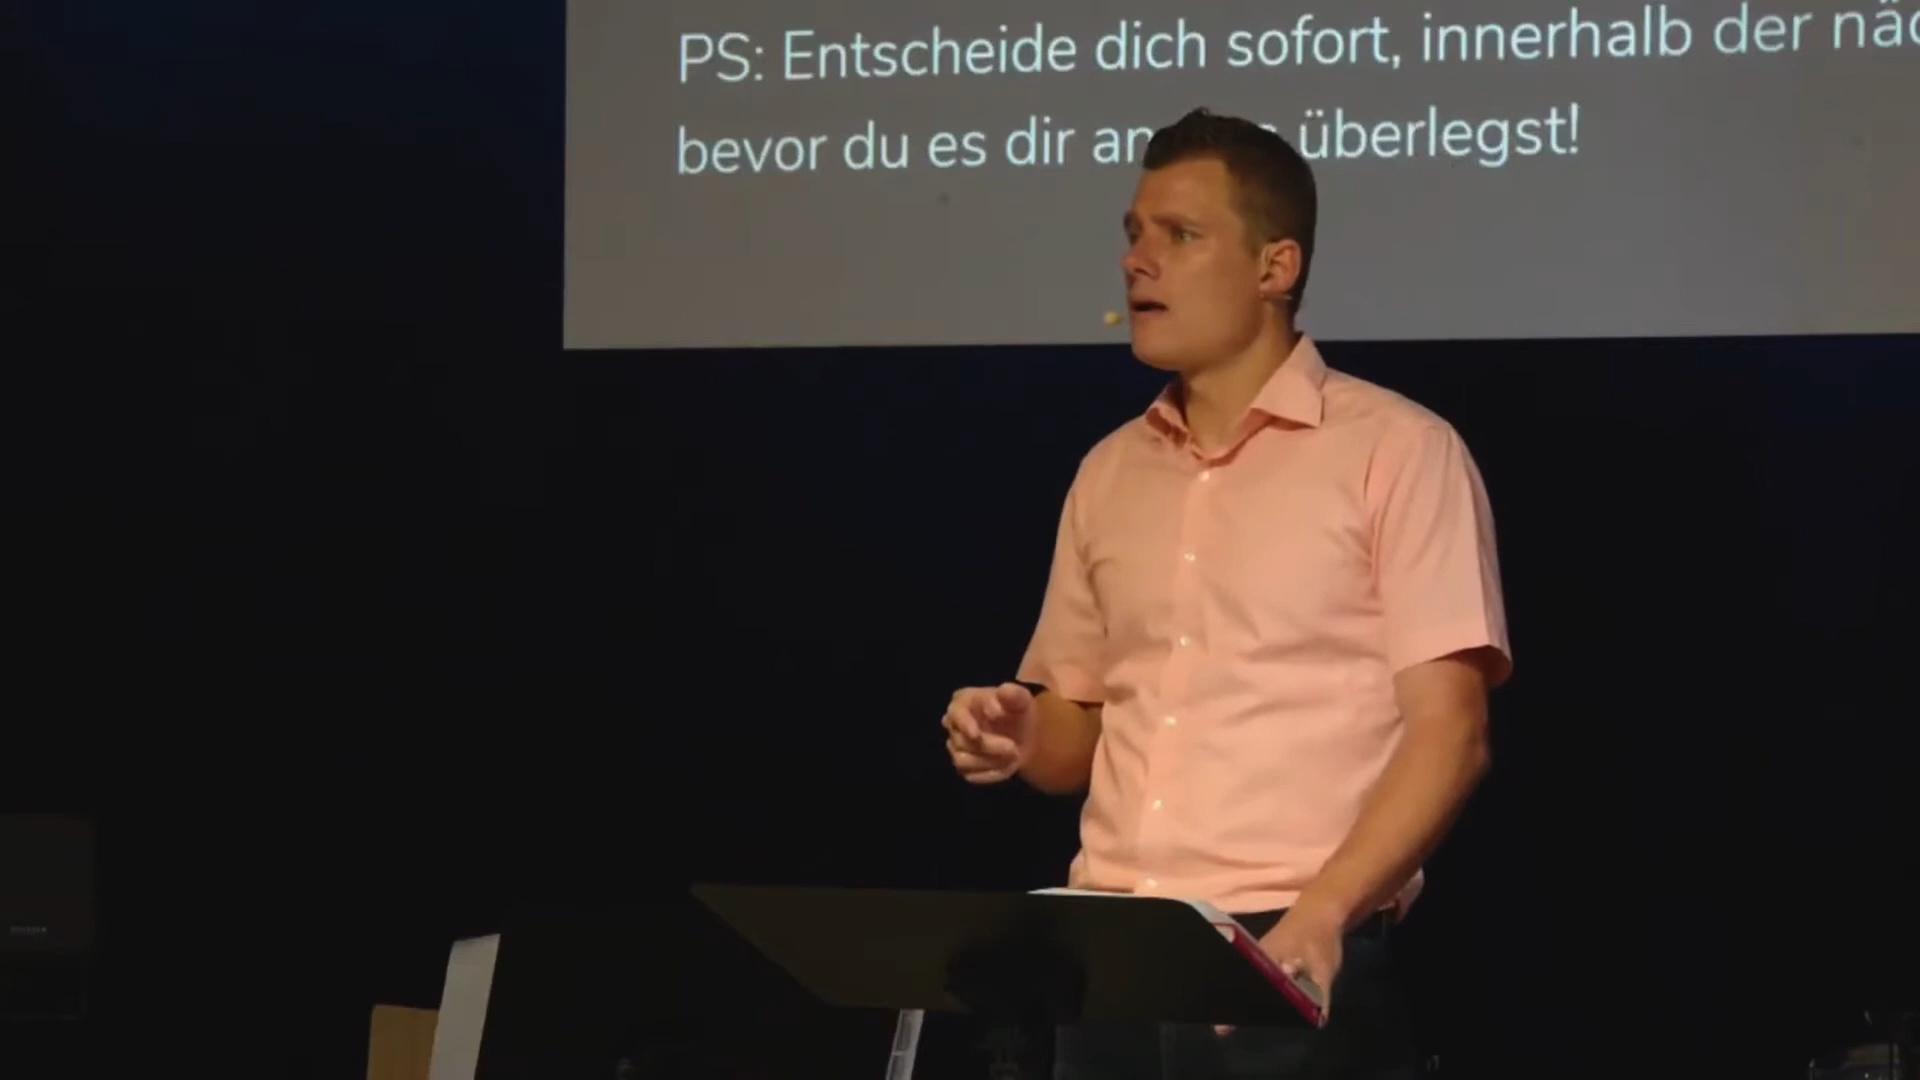 PS: Entscheide dich sofort, innerhalb der
bevor du es dir überlegst!